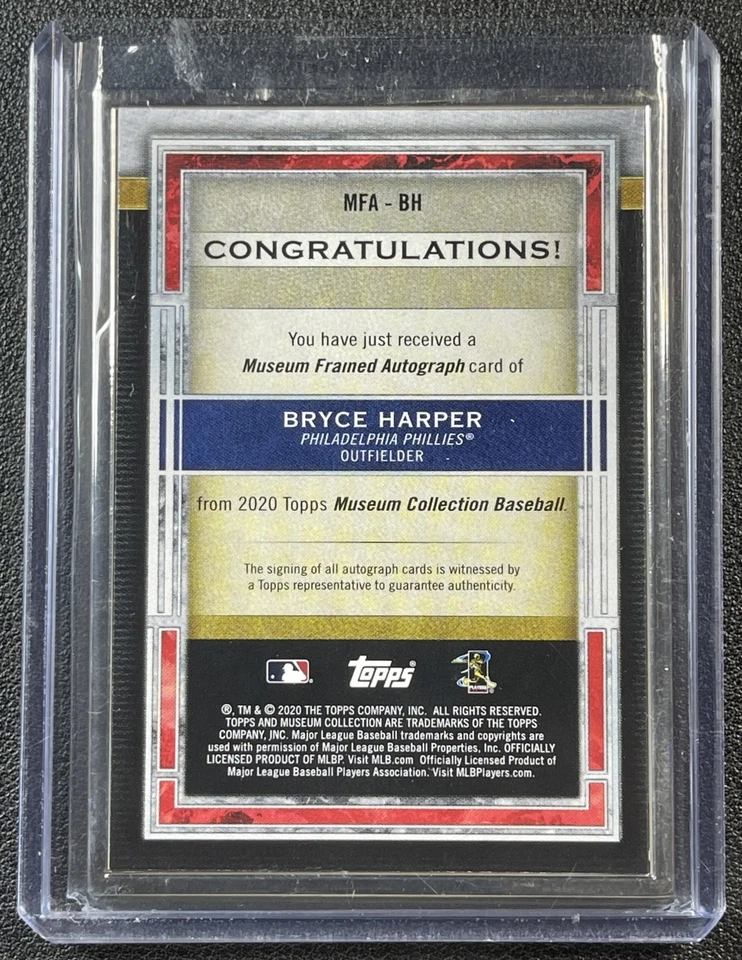 MFA - BH
CONGRATULATIONS!
You have just received a
Museum Framed Autograph card of
BRYCE HARPER
PHILADELPHIA PHILLIES®
OUTFIELDER
from 2020 Topps Museum Collection Baseball.
The signing of all autograph cards is witnessed by
a Topps representative to guarantee authenticity.
topps®
PLAYERS
®, TM & © 2020 THE TOPPS COMPANY, INC. ALL RIGHTS RESERVED.
TOPPS AND MUSEUM COLLECTION ARE TRADEMARKS OF THE TOPPS
COMPANY, INC. Major League Baseball trademarks and copyrights are
used with permission of Major League Baseball Properties, Inc. OFFICIALLY
LICENSED PRODUCT OF MLBP. Visit MLB.com Officially Licensed Product of
Major League Baseball Players Association. Visit MLBPlayers.com.